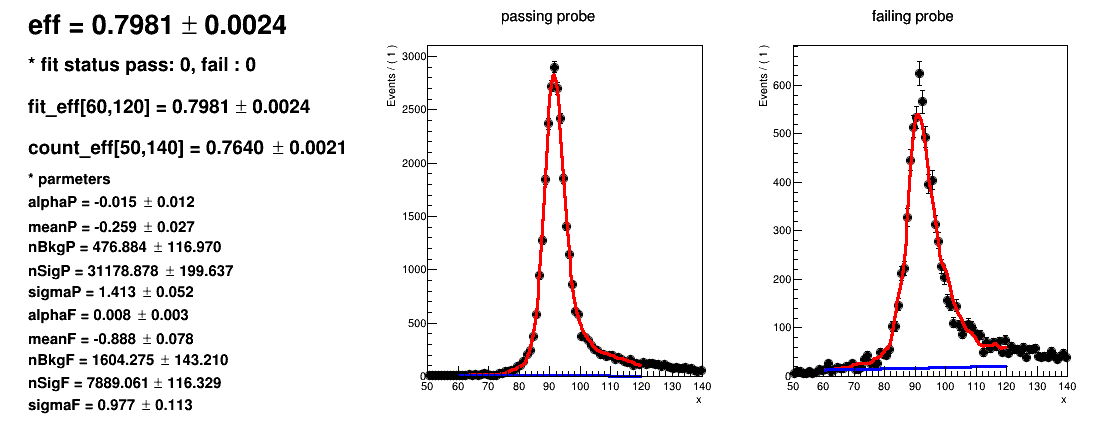 eff = 0.7981 ± 0.0024
* fit status pass: 0, fail : 0
fit_eff[60,120] = 0.7981 ± 0.0024
count_eff[50,140] = 0.7640 ± 0.0021
* parmeters
alphaP = -0.015 ± 0.012
meanP = -0.259 ± 0.027
nBkgP = 476.884 ± 116.970
nSigP = 31178.878 ± 199.637
sigmaP = 1.413 ± 0.052
alphaF = 0.008 ± 0.003
meanF = -0.888 ± 0.078
nBkgF = 1604.275 ± 143.210
nSigF = 7889.061 ± 116.329
sigmaF = 0.977 ± 0.113
passing probe
Events / ( 1 )
3000
2500
2000
1500
1000
500
0
50 60 70 80 90 100 110 120 130 140
x
failing probe
Events / ( 1 )
600
500
400
300
200
100
0
50 60 70 80 90 100 110 120 130 140
x